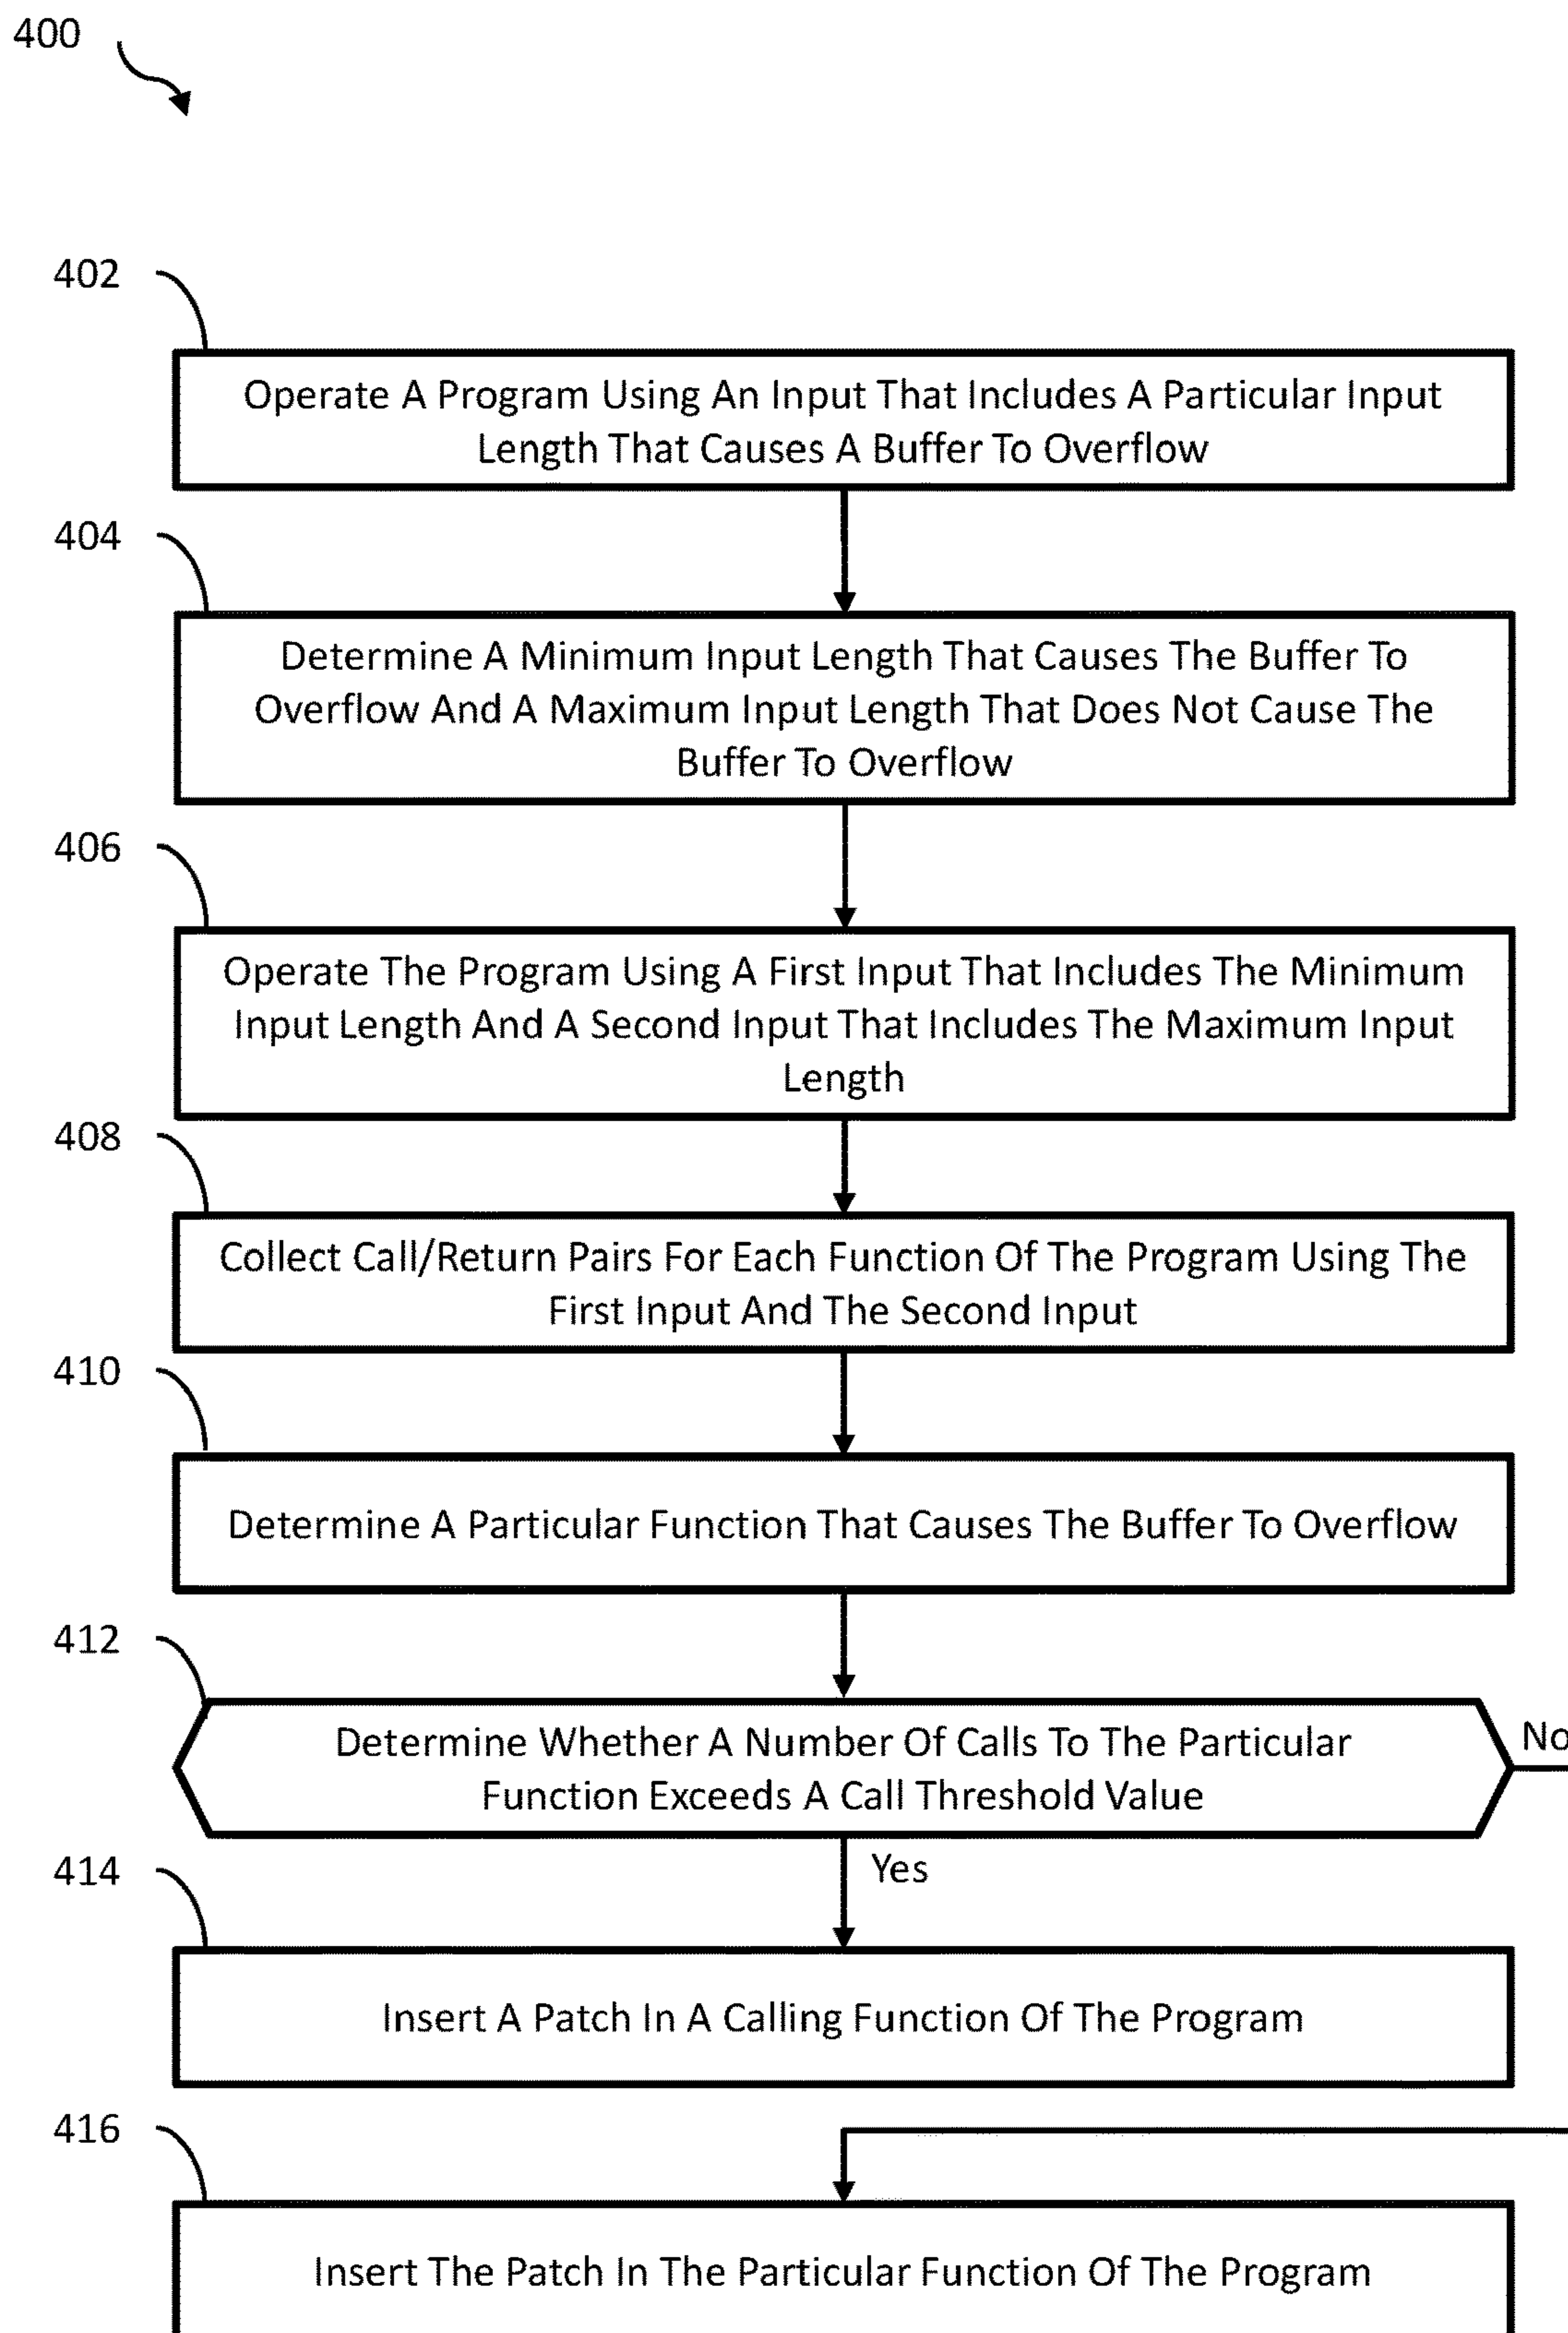 400
402
Operate A Program Using An Input That Includes A Particular Input
Length That Causes A Buffer To Overflow
404
Determine A Minimum Input Length That Causes The Buffer To
Overflow And A Maximum Input Length That Does Not Cause The
Buffer To Overflow
406
Operate The Program Using A First Input That Includes The Minimum
Input Length And A Second Input That Includes The Maximum Input
Length
408
Collect Call/Return Pairs For Each Function Of The Program Using The
First Input And The Second Input
410
Determine A Particular Function That Causes The Buffer To Overflow
412
Determine Whether A Number Of Calls To The Particular
Function Exceeds A Call Threshold Value
No
Yes
414
Insert A Patch In A Calling Function Of The Program
416
Insert The Patch In The Particular Function Of The Program